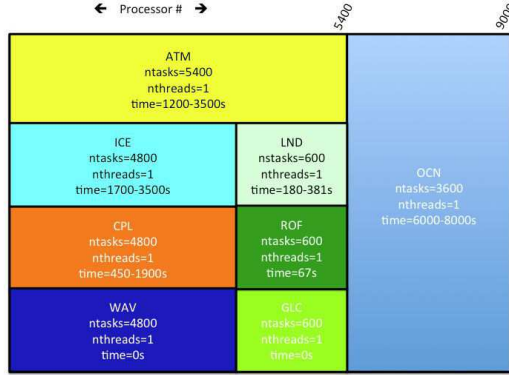 ← Processor # →
5400
9000
ATM
ntasks=5400
nthreads=1
time=1200-3500s
ICE
ntasks=4800
nthreads=1
time=1700-3500s
LND
nstasks=600
nthreads=1
time=180-381s
OCN
ntasks=3600
nthreads=1
time=6000-8000s
CPL
ntasks=4800
nthreads=1
time=450-1900s
ROF
ntasks=600
nthreads=1
time=67s
WAV
ntasks=4800
nthreads=1
time=0s
GLC
ntasks=600
nthreads=1
time=0s